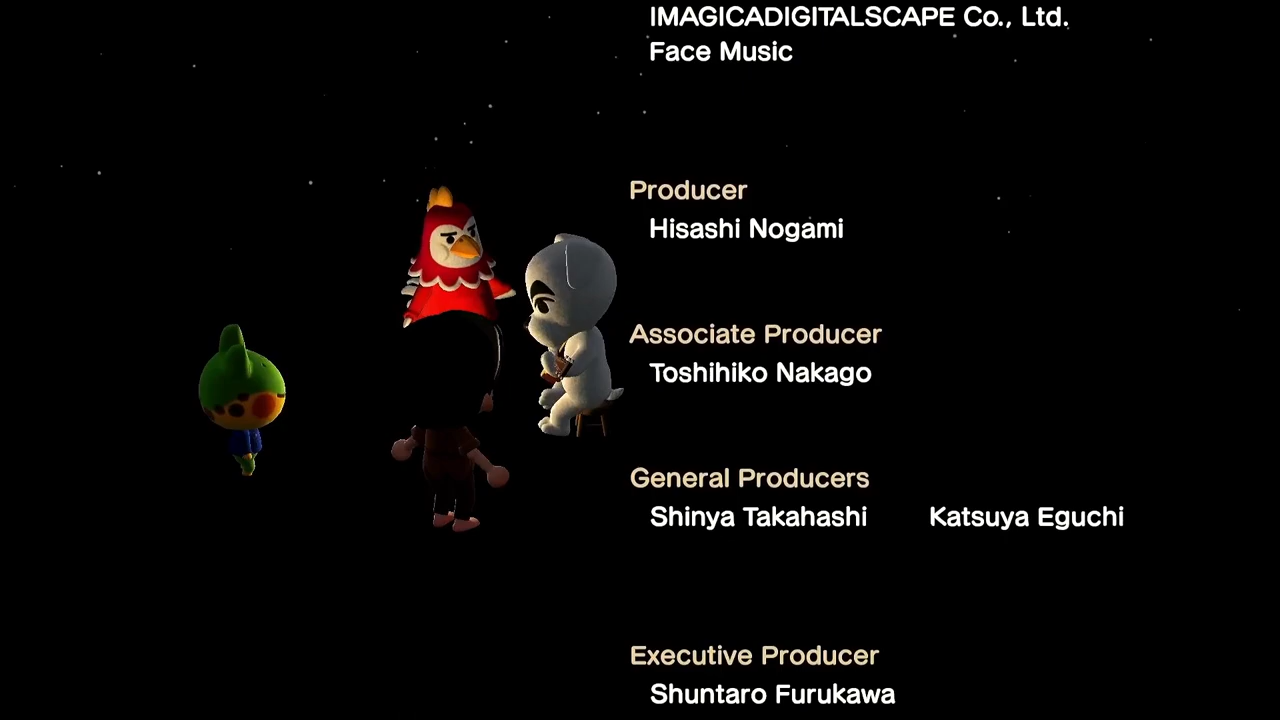 IMAGICADIGITALSCAPE Co., Ltd.
Face Music
Producer
Hisashi Nogami
Associate Producer
Toshihiko Nakago
General Producers
Shinya Takahashi Katsuya Eguchi
Executive Producer
Shuntaro Furukawa